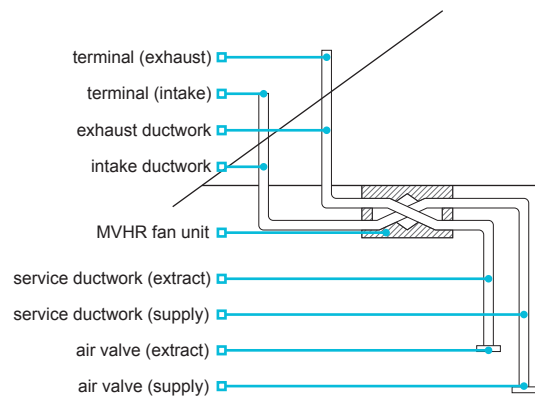 terminal (exhaust)
terminal (intake)
exhaust ductwork
intake ductwork
MVHR fan unit
service ductwork (extract)
service ductwork (supply)
air valve (extract)
air valve (supply)